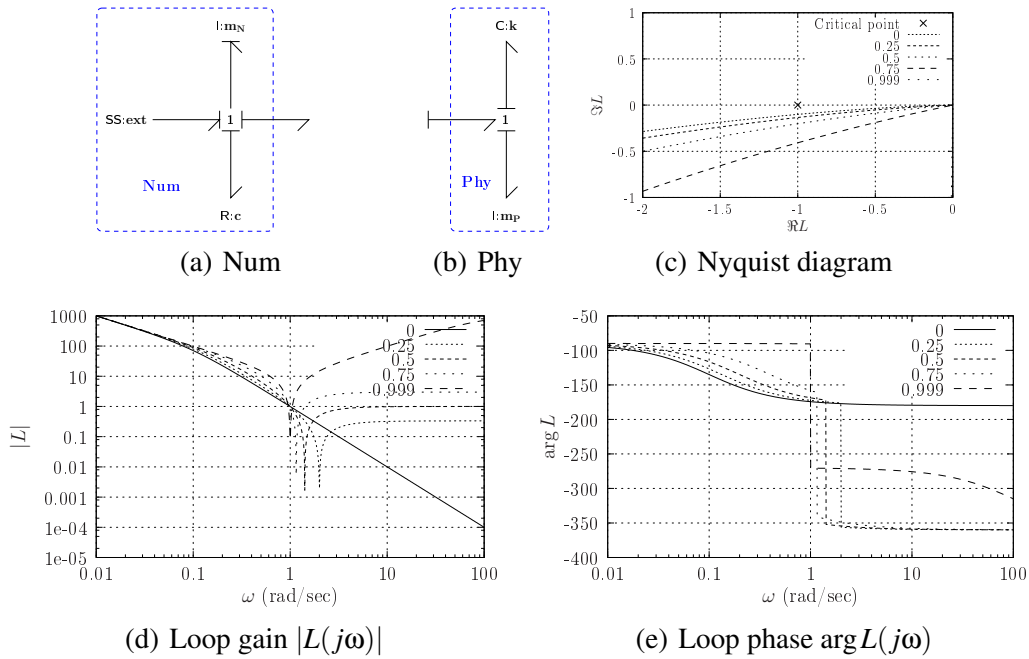 I:mN
SS:ext
1
Num
R:c
(a) Num
C:k
1
Phy
I:mP
(b) Phy
Critical point
0
0.25
0.5
0.75
0.999
1
0.5
0
-0.5
-1
ℑL
-2
-1.5
-1
-0.5
0
ℜL
(c) Nyquist diagram
1000
100
10
1
0.1
0.01
0.001
1e-04
1e-05
|L|
0
0.25
0.5
0.75
0.999
0.01
0.1
1
10
100
ω (rad/sec)
(d) Loop gain |L(jω)|
-50
-100
-150
-200
-250
-300
-350
-400
arg L
0
0.25
0.5
0.75
0.999
0.01
0.1
1
10
100
ω (rad/sec)
(e) Loop phase arg L(jω)